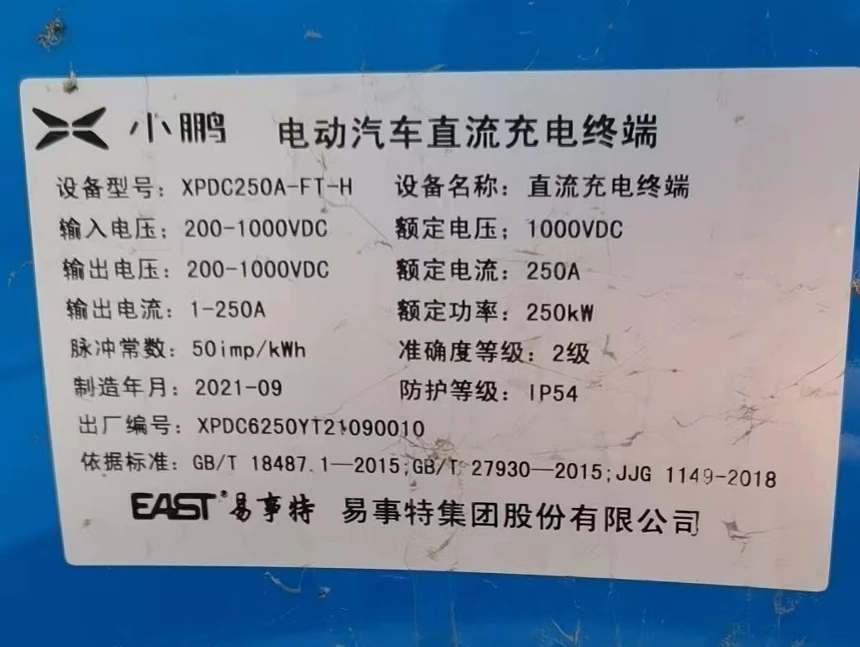 小鹏 电动汽车直流充电终端
设备型号：XPDC250A-FT-H 设备名称：直流充电终端
输入电压：200-1000VDC 额定电压：1000VDC
输出电压：200-1000VDC 额定电流：250A
输出电流：1-250A 额定功率：250kW
脉冲常数：50imp/kWh 准确度等级：2级
制造年月：2021-09 防护等级：IP54
出厂编号：XPDC6250YT21090010
依据标准：GB/T 18487.1—2015;GB/T 27930—2015;JJG 1149-2018
EAST®易事特 易事特集团股份有限公司